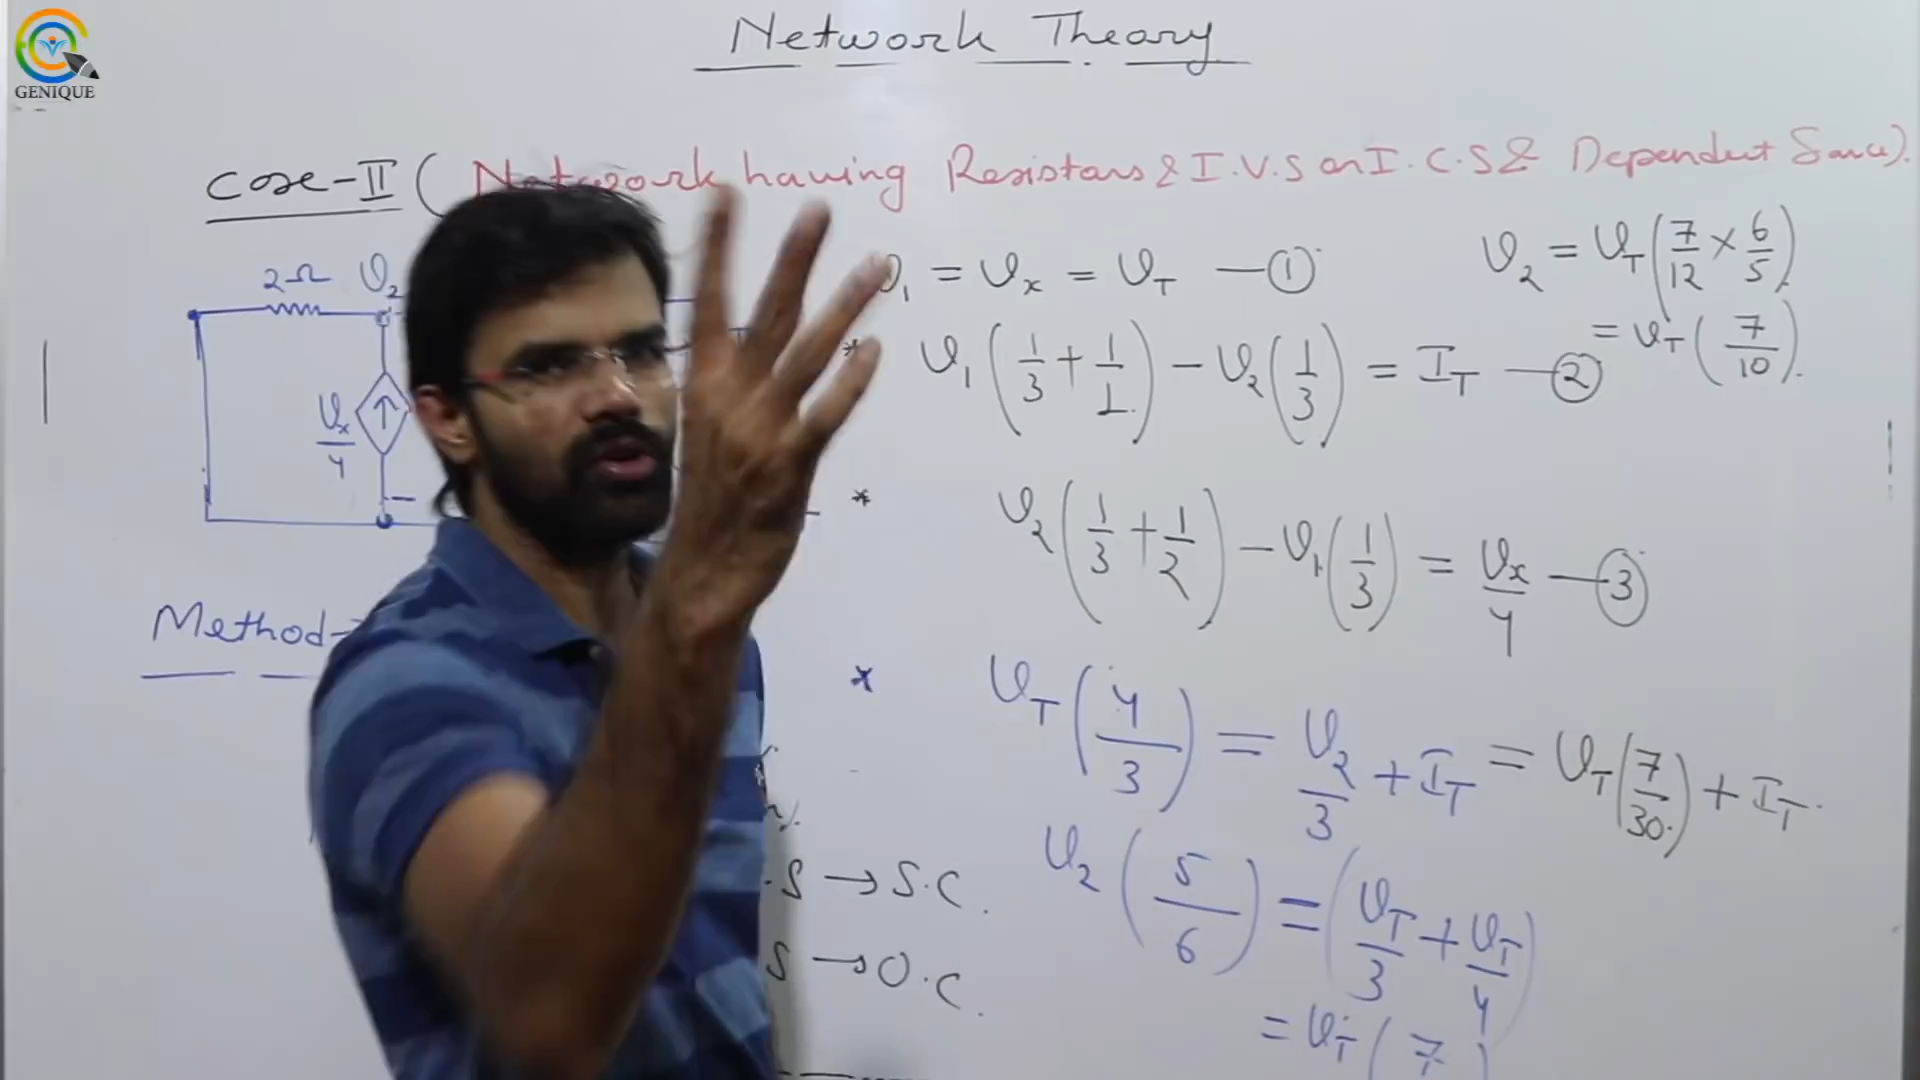 GENIQUE
Network Theory
Case-II (Network having Resistors & I.V.S or I.C.S & Dependent Source).
2Ω V₂
Vx/4
Method-
S → S.C.
S → O.C.
V₁ = Vx = VT — ①
* V₁(1/3 + 1/1) - V₂(1/3) = IT — ②
* V₂(1/3 + 1/2) - V₁(1/3) = Vx/4 — ③
* VT(4/3) = V₂/3 + IT = VT(7/30) + IT
V₂(5/6) = (VT/3 + VT/4)
= VT(7
V₂ = VT(7/12 × 6/5)
= VT(7/10).